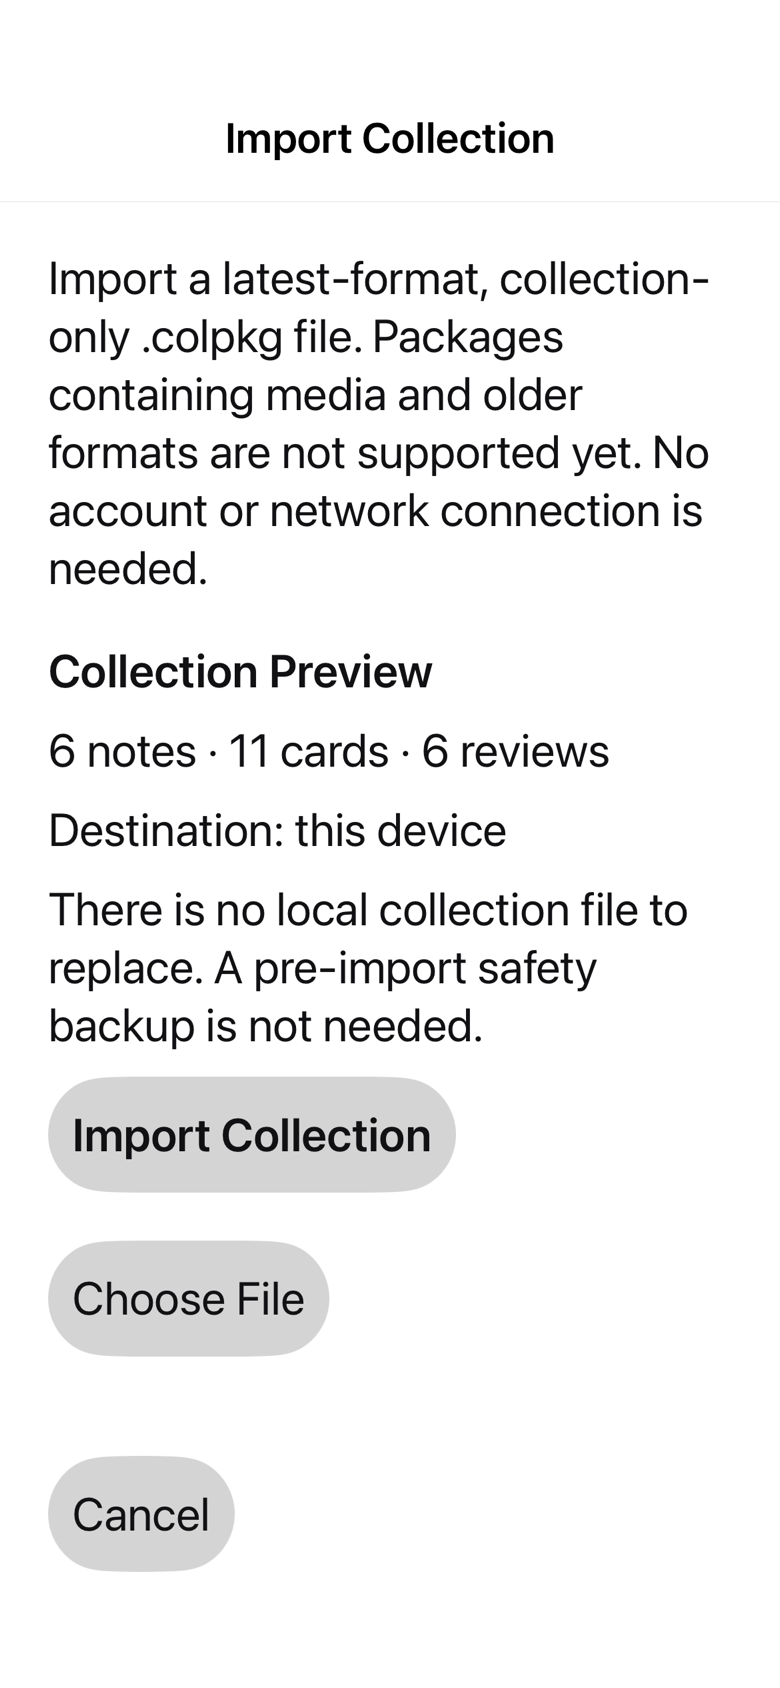 Import Collection
Import a latest-format, collection-
only .colpkg file. Packages
containing media and older
formats are not supported yet. No
account or network connection is
needed.
Collection Preview
6 notes · 11 cards · 6 reviews
Destination: this device
There is no local collection file to
replace. A pre-import safety
backup is not needed.
Import Collection
Choose File
Cancel